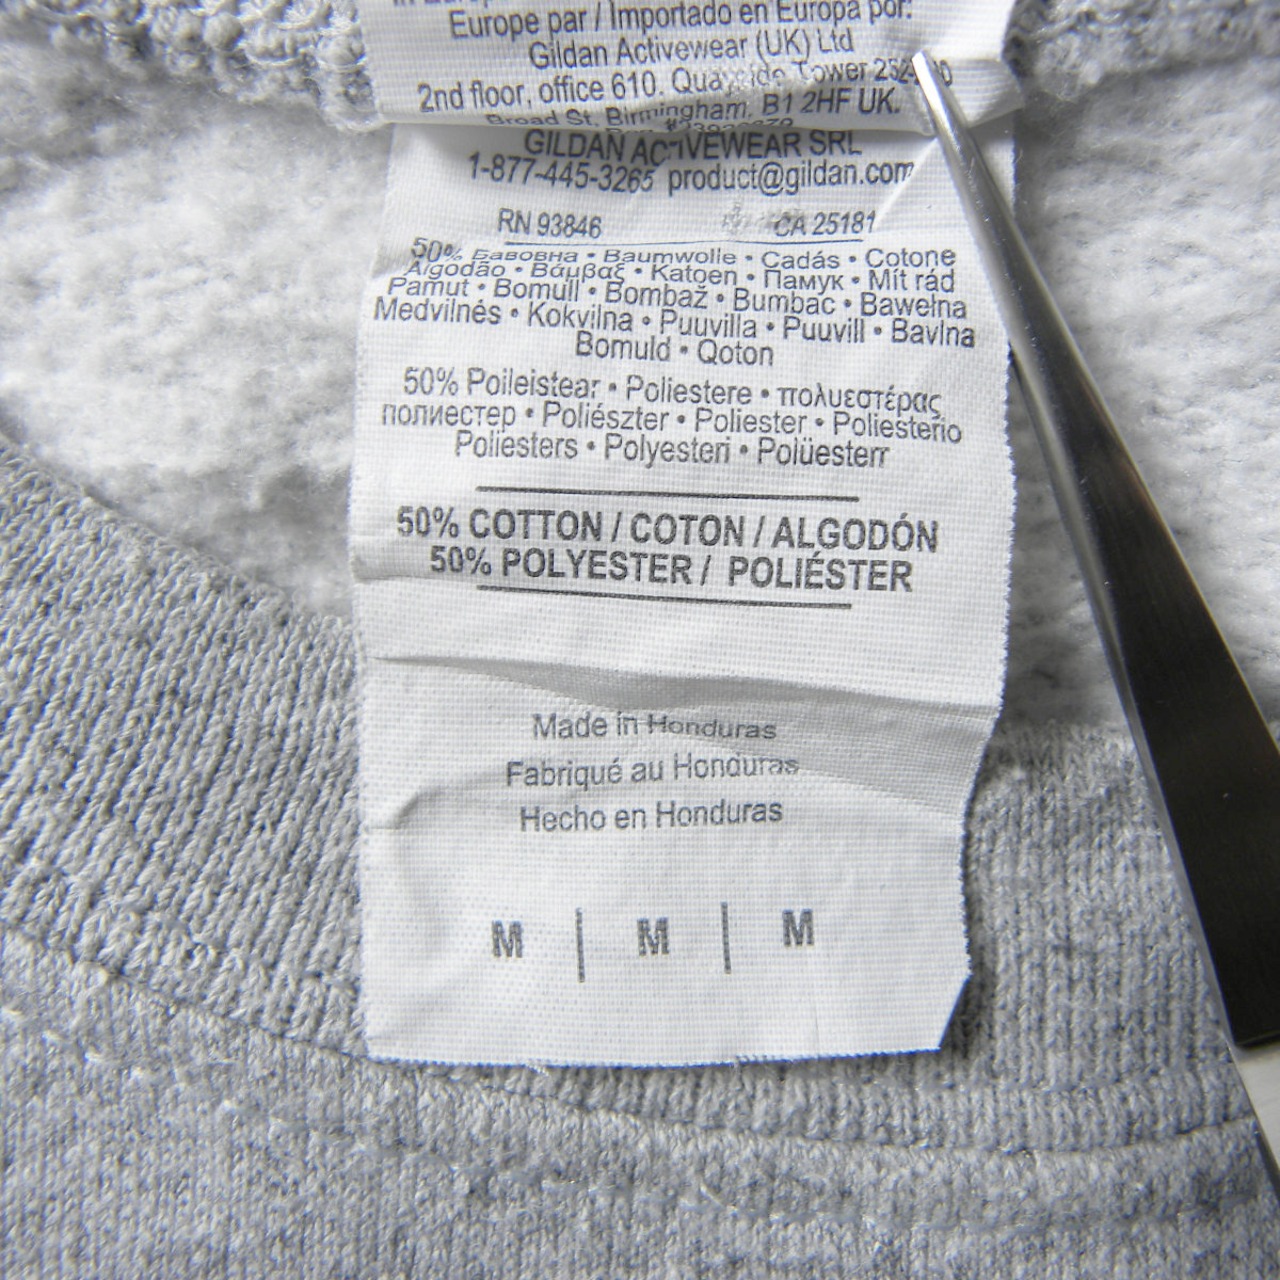 Europe par / Importado en Europa por:
Gildan Activewear (UK) Ltd
2nd floor, office 610. Quayside Tower
Broad St. Birmingham, B1 2HF UK.
GILDAN ACTIVEWEAR SRL
1-877-445-3265 product@gildan.com
RN 93846 CA 25181
50% Бавовна • Baumwolle • Cadás • Cotone
Algodão • Βάμβαξ • Katoen • Памук • Mít rád
Pamut • Bomull • Bombaž • Bumbac • Bawełna
Medvilnės • Kokvilna • Puuvilla • Puuvill • Bavlna
Bomuld • Qoton
50% Poileistear • Poliestere • πολυεστέρας
полиестер • Poliészter • Poliester • Poliesterio
Poliesters • Polyesteri • Polüesterr
50% COTTON / COTON / ALGODÓN
50% POLYESTER / POLIÉSTER
Made in Honduras
Fabriqué au Honduras
Hecho en Honduras
M | M | M